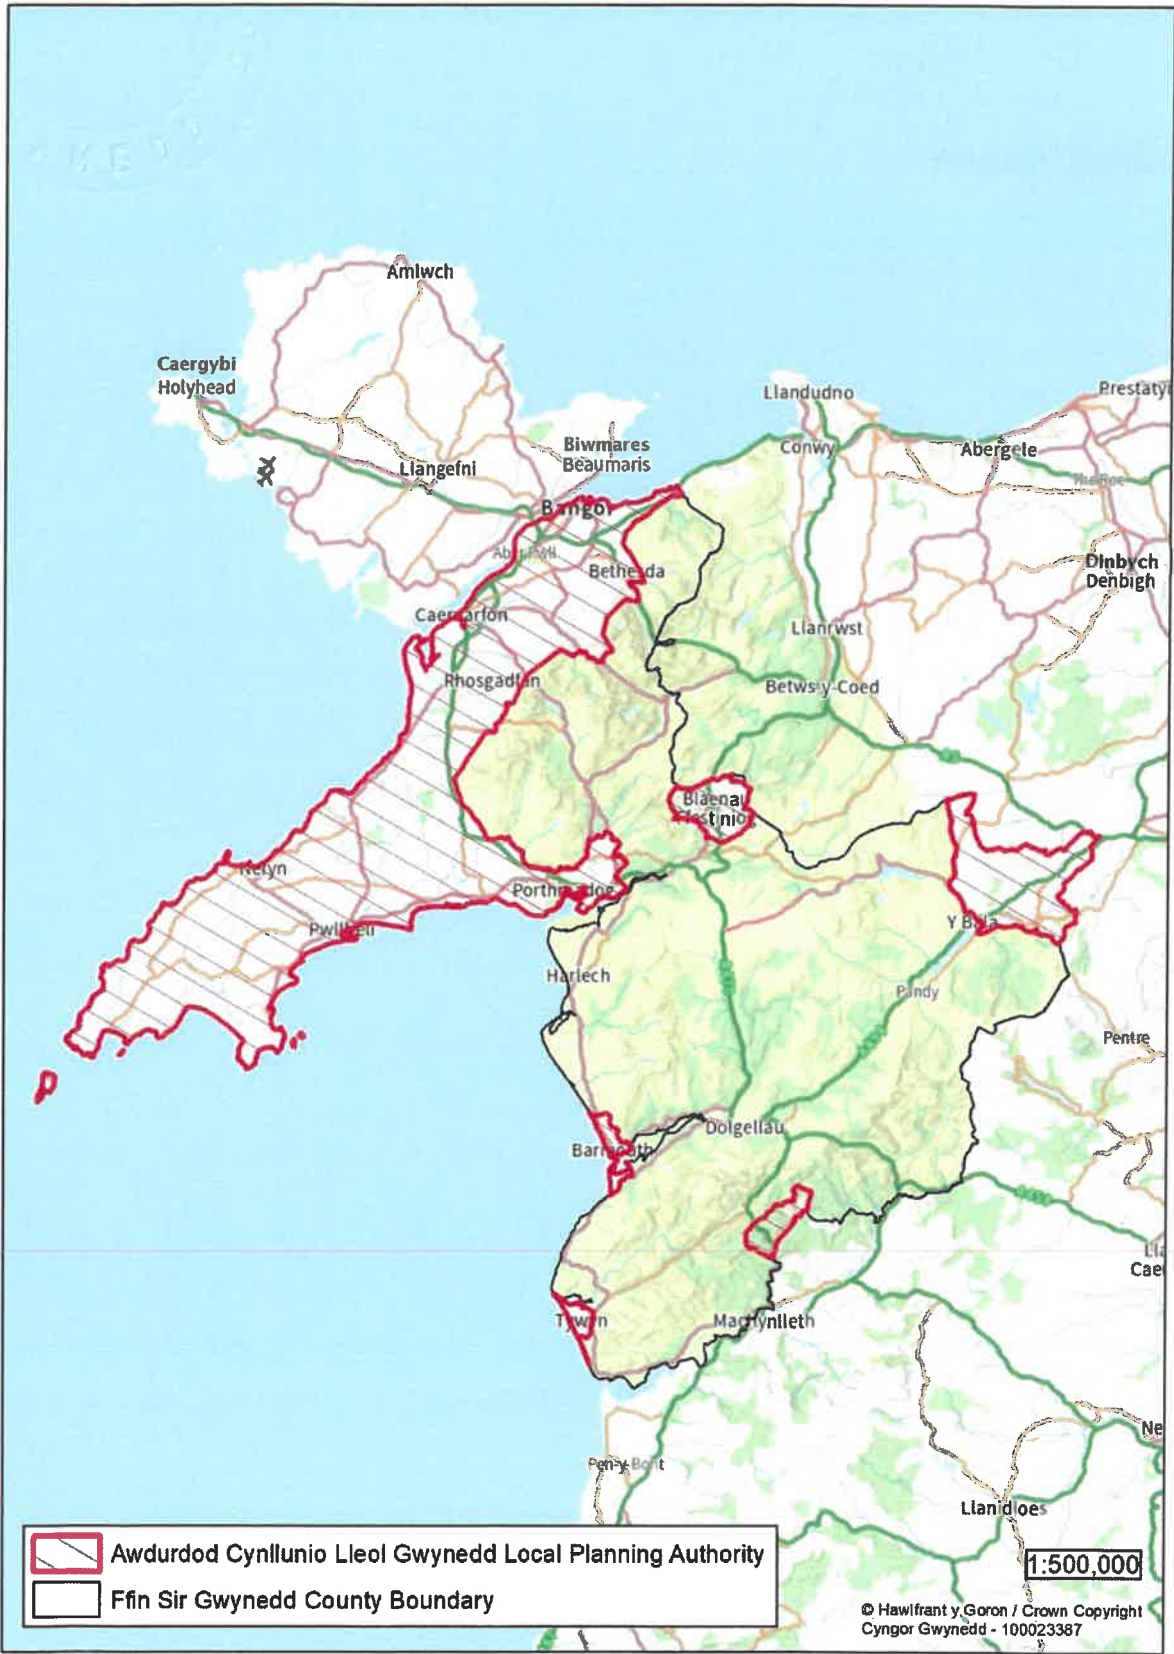 Amlwch
Caergybi
Holyhead
Llandudno
Biwmares
Beaumaris
Conwy
Abergele
Llangefni
Bangor
Bethesda
Dinbych
Denbigh
Caernarfon
Llanrwst
Rhosgadfan
Betws-y-Coed
Blaenau
Ffestiniog
Nefyn
Porthmadog
Pwllheli
Y Bala
Harlech
Pandy
Pentre
Dolgellau
Barmouth
Tywyn
Machynlleth
Pen-y-Bont
Llanidloes
Awdurdod Cynllunio Lleol Gwynedd Local Planning Authority
Ffin Sir Gwynedd County Boundary
1:500,000
© Hawlfraint y Goron / Crown Copyright
Cyngor Gwynedd - 100023387